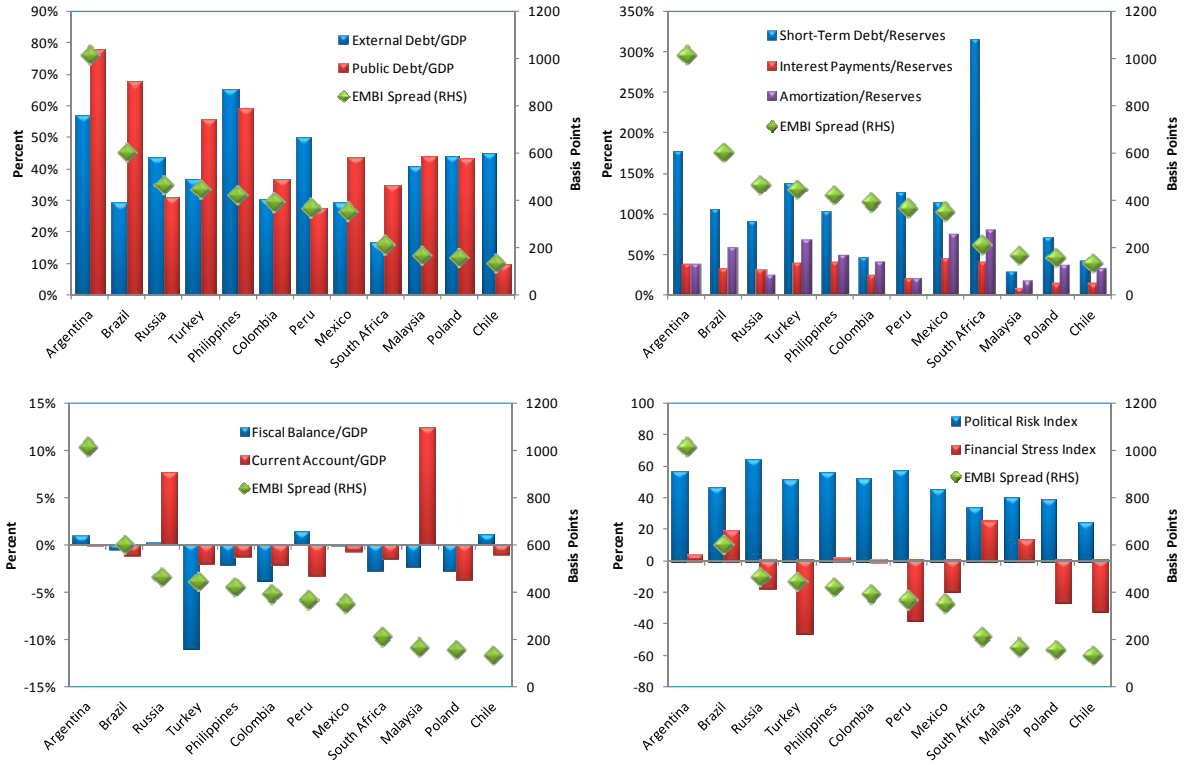 90%
80%
70%
60%
50%
40%
30%
20%
10%
0%
Percent
External Debt/GDP
Public Debt/GDP
EMBI Spread (RHS)
1200
1000
800
600
400
200
0
Basis Points
Argentina
Brazil
Russia
Turkey
Philippines
Colombia
Peru
Mexico
South Africa
Malaysia
Poland
Chile
350%
300%
250%
200%
150%
100%
50%
0%
Percent
Short-Term Debt/Reserves
Interest Payments/Reserves
Amortization/Reserves
EMBI Spread (RHS)
1200
1000
800
600
400
200
0
Basis Points
Argentina
Brazil
Russia
Turkey
Philippines
Colombia
Peru
Mexico
South Africa
Malaysia
Poland
Chile
15%
10%
5%
0%
-5%
-10%
-15%
Percent
Fiscal Balance/GDP
Current Account/GDP
EMBI Spread (RHS)
1200
1000
800
600
400
200
0
Basis Points
Argentina
Brazil
Russia
Turkey
Philippines
Colombia
Peru
Mexico
South Africa
Malaysia
Poland
Chile
100
80
60
40
20
0
-20
-40
-60
-80
Percent
Political Risk Index
Financial Stress Index
EMBI Spread (RHS)
1200
1000
800
600
400
200
0
Basis Points
Argentina
Brazil
Russia
Turkey
Philippines
Colombia
Peru
Mexico
South Africa
Malaysia
Poland
Chile